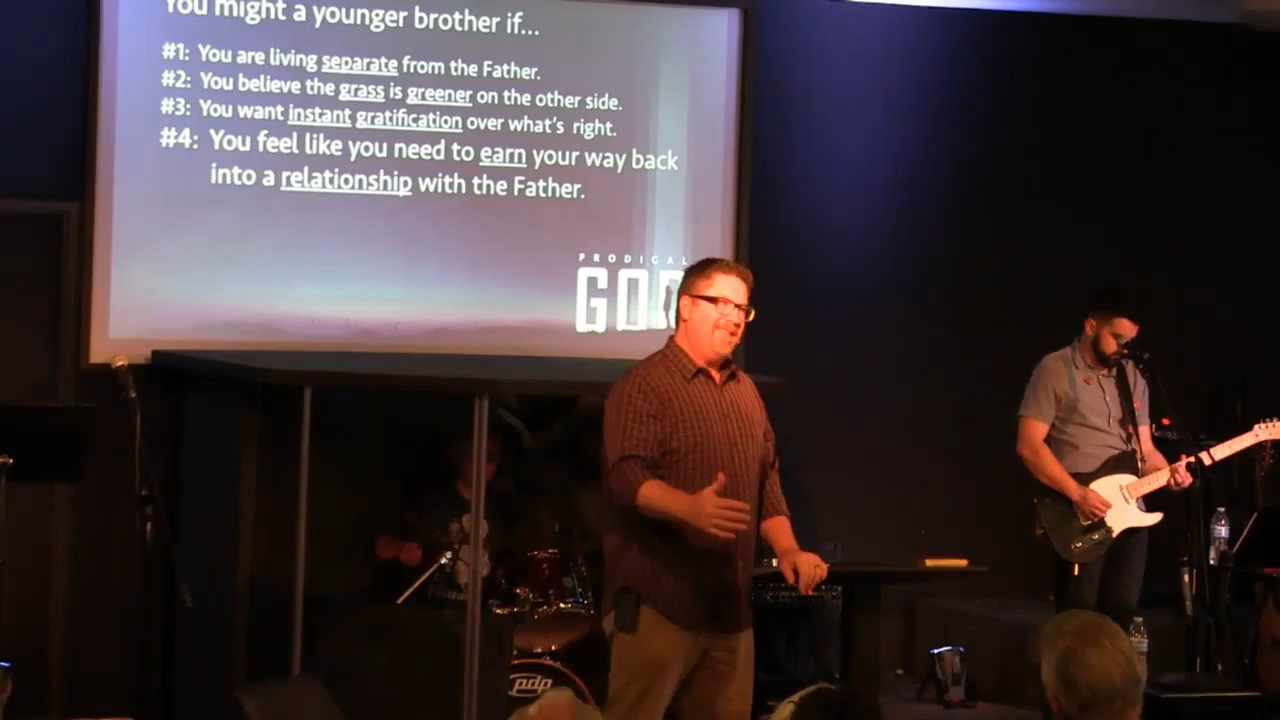 You might a younger brother if...
#1: You are living separate from the Father.
#2: You believe the grass is greener on the other side.
#3: You want instant gratification over what's right.
#4: You feel like you need to earn your way back
into a relationship with the Father.
PRODIGAL
GOD
pdp